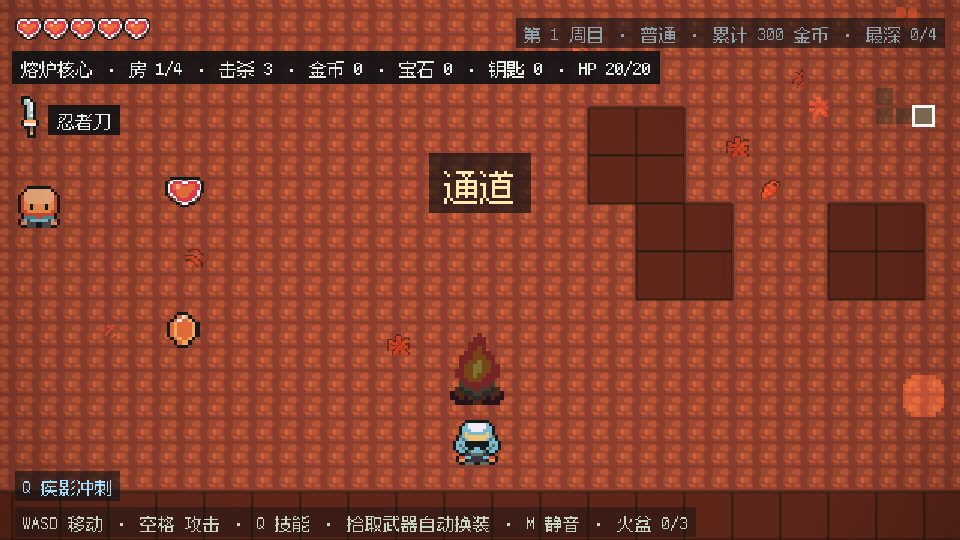 第 1 周目 · 普通 · 累计 300 金币 · 最深 0/4
熔炉核心 · 房 1/4 · 击杀 3 · 金币 0 · 宝石 0 · 钥匙 0 · HP 20/20
忍者刀
通道
Q 疾影冲刺
WASD 移动 · 空格 攻击 · Q 技能 · 拾取武器自动换装 · M 静音 · 火盆 0/3